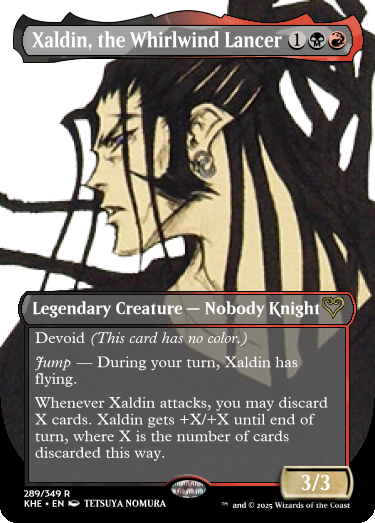 Xaldin, the Whirlwind Lancer 1
Legendary Creature — Nobody Knight
Devoid (This card has no color.)
Jump — During your turn, Xaldin has
flying.
Whenever Xaldin attacks, you may discard
X cards. Xaldin gets +X/+X until end of
turn, where X is the number of cards
discarded this way.
3/3
289/349 R
KHE • EN TETSUYA NOMURA
™ and © 2025 Wizards of the Coast